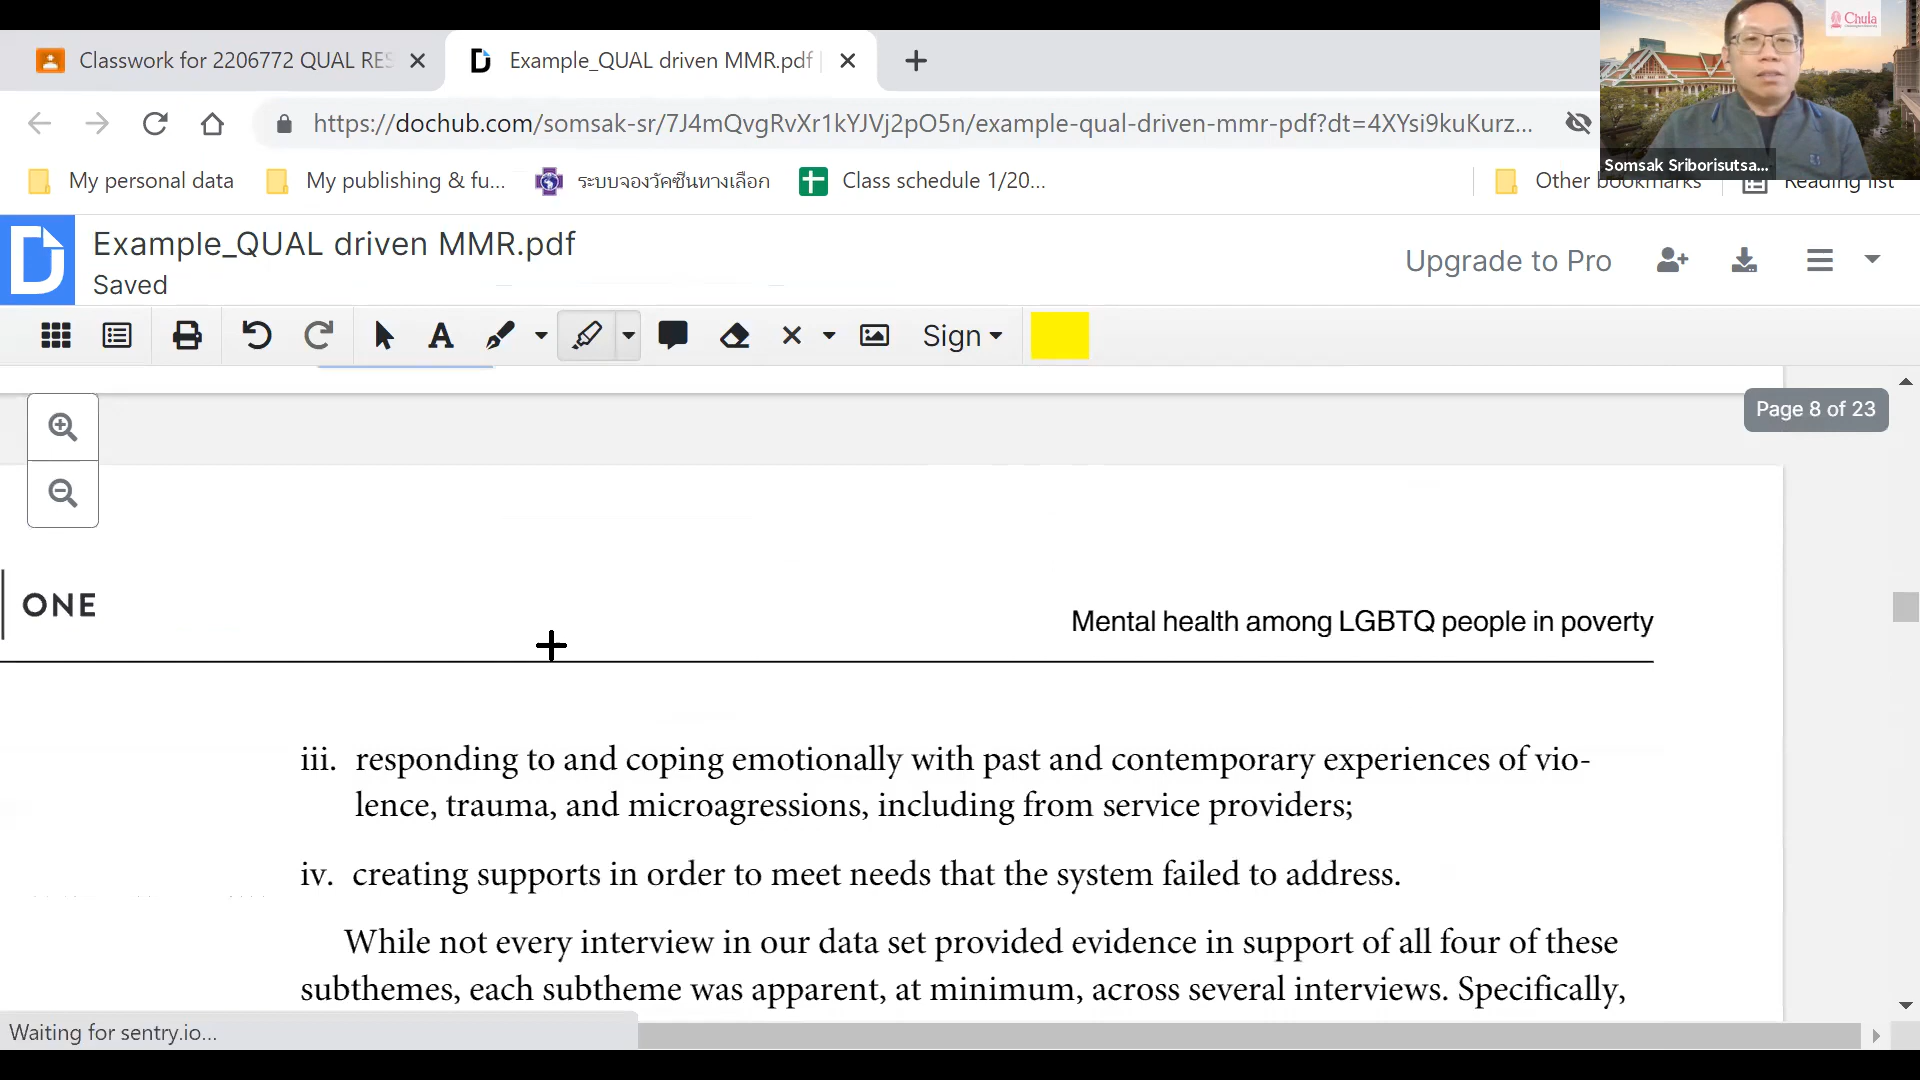 Classwork for 2206772 QUAL RES
Example_QUAL driven MMR.pdf
Chula
https://dochub.com/somsak-sr/7J4mQvgRvXr1kYJVj2pO5n/example-qual-driven-mmr-pdf?dt=4XYsi9kuKurz...
Somsak Sriborisutsa...
My personal data
My publishing & fu...
ระบบจองวัคซีนทางเลือก
Class schedule 1/20...
Other bookmarks
Reading list
Example_QUAL driven MMR.pdf
Saved
Upgrade to Pro
A
Sign
Page 8 of 23
ONE
Mental health among LGBTQ people in poverty
iii. responding to and coping emotionally with past and contemporary experiences of vio-
lence, trauma, and microagressions, including from service providers;
iv. creating supports in order to meet needs that the system failed to address.
While not every interview in our data set provided evidence in support of all four of these
subthemes, each subtheme was apparent, at minimum, across several interviews. Specifically,
Waiting for sentry.io...